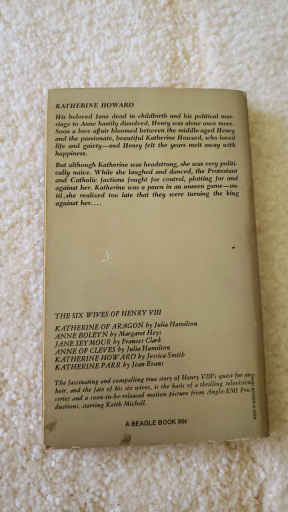 KATHERINE HOWARD
His beloved Jane dead in childbirth and his political mar-
riage to Anne hastily dissolved, Henry was alone once more.
Soon a love affair bloomed between the middle-aged Henry
and the passionate, beautiful Katherine Howard, who loved
life and gaiety—and Henry felt the years melt away with
happiness.
But although Katherine was headstrong, she was very politi-
cally naive. While she laughed and danced, the Protestant
and Catholic factions fought for control, plotting for and
against her. Katherine was a pawn in an unseen game—un-
til she realized too late that they were turning the king
against her....
THE SIX WIVES OF HENRY VIII
KATHERINE OF ARAGON by Julia Hamilton
ANNE BOLEYN by Margaret Heys
JANE SEYMOUR by Frances Clark
ANNE OF CLEVES by Julia Hamilton
KATHERINE HOWARD by Jessica Smith
KATHERINE PARR by Jean Evans
The fascinating and compelling true story of Henry VIII's quest for an
heir, and the fate of his six wives, is the basis of a thrilling television
series and a soon-to-be-released motion picture from Anglo-EMI Pro-
ductions, starring Keith Michell.
A BEAGLE BOOK 95¢